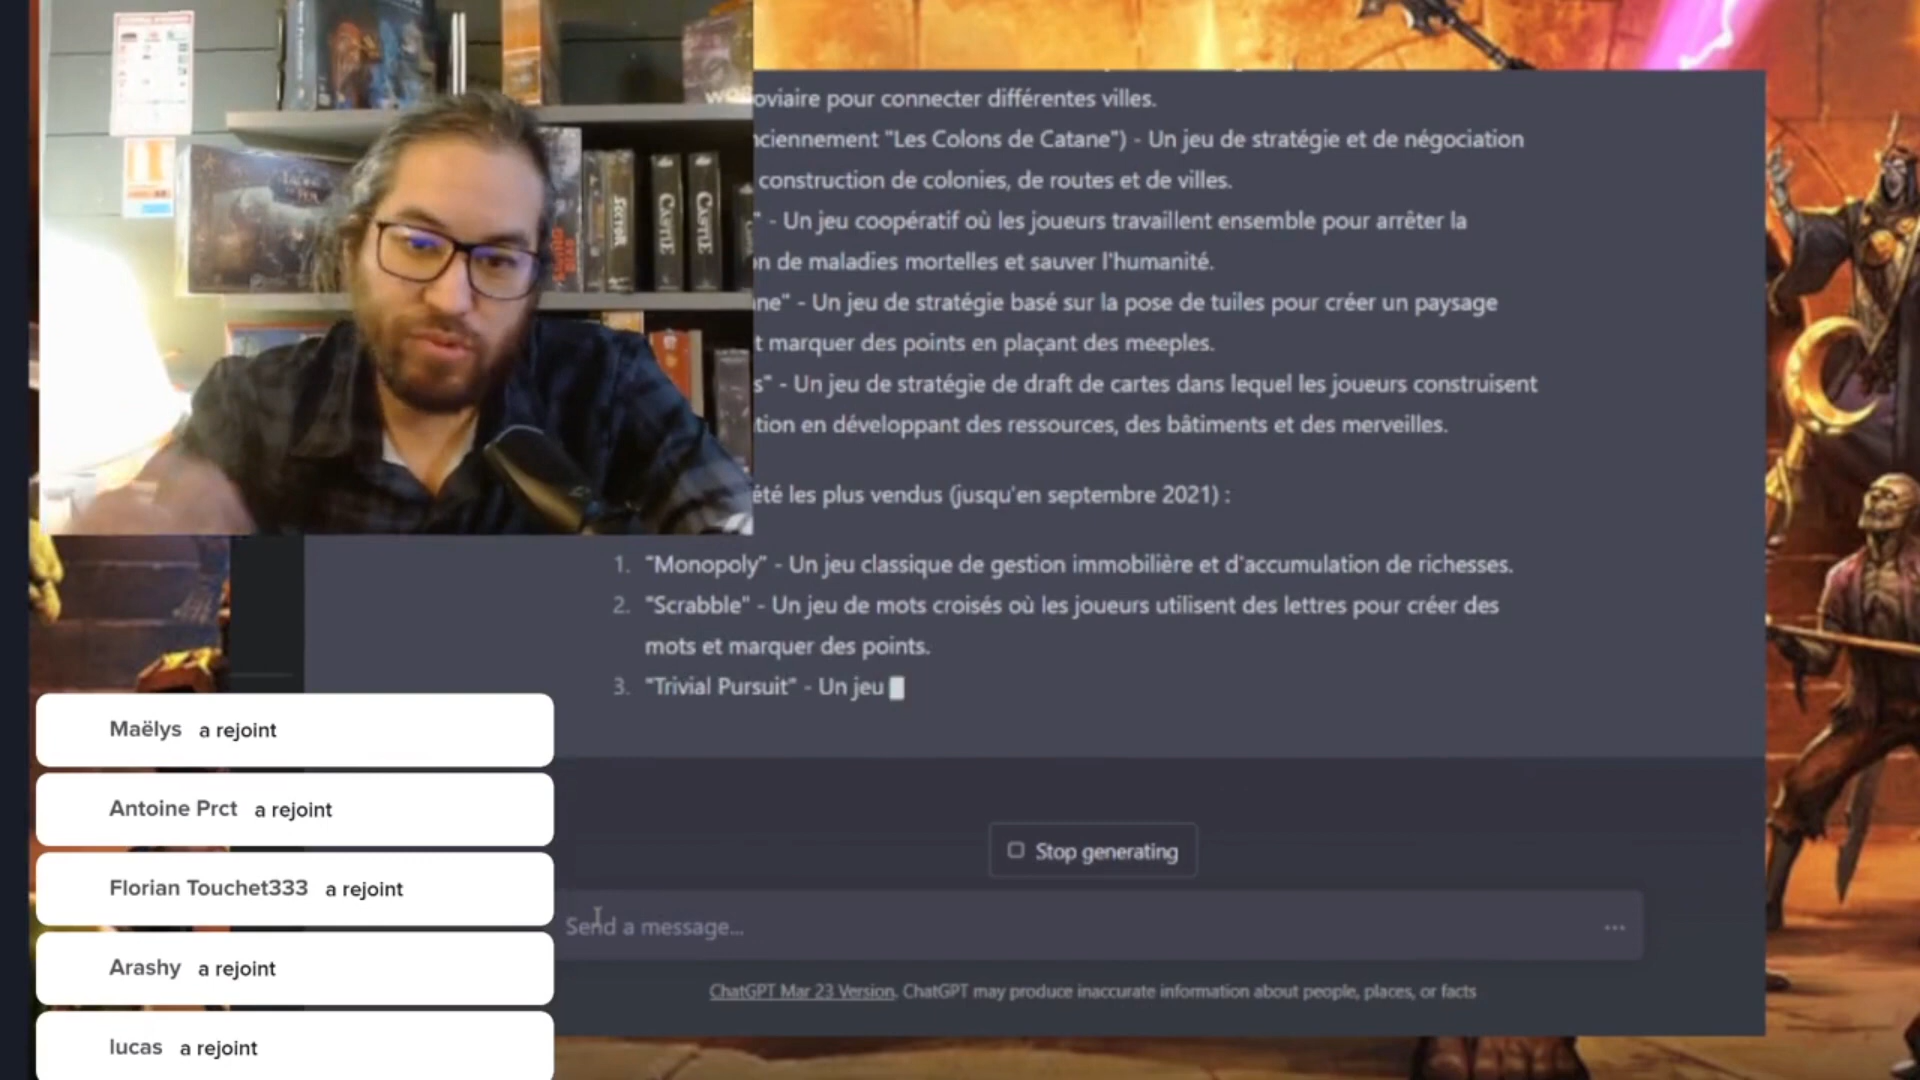 oviaire pour connecter différentes villes.
nciennement "Les Colons de Catane") - Un jeu de stratégie et de négociation
construction de colonies, de routes et de villes.
" - Un jeu coopératif où les joueurs travaillent ensemble pour arrêter la
n de maladies mortelles et sauver l'humanité.
ne" - Un jeu de stratégie basé sur la pose de tuiles pour créer un paysage
t marquer des points en plaçant des meeples.
s" - Un jeu de stratégie de draft de cartes dans lequel les joueurs construisent
tion en développant des ressources, des bâtiments et des merveilles.
été les plus vendus (jusqu'en septembre 2021) :
1. "Monopoly" - Un jeu classique de gestion immobilière et d'accumulation de richesses.
2. "Scrabble" - Un jeu de mots croisés où les joueurs utilisent des lettres pour créer des
mots et marquer des points.
3. "Trivial Pursuit" - Un jeu
Stop generating
Send a message...
ChatGPT Mar 23 Version. ChatGPT may produce inaccurate information about people, places, or facts
Maëlys a rejoint
Antoine Prct a rejoint
Florian Touchet333 a rejoint
Arashy a rejoint
lucas a rejoint
CASTLE
CASTLE